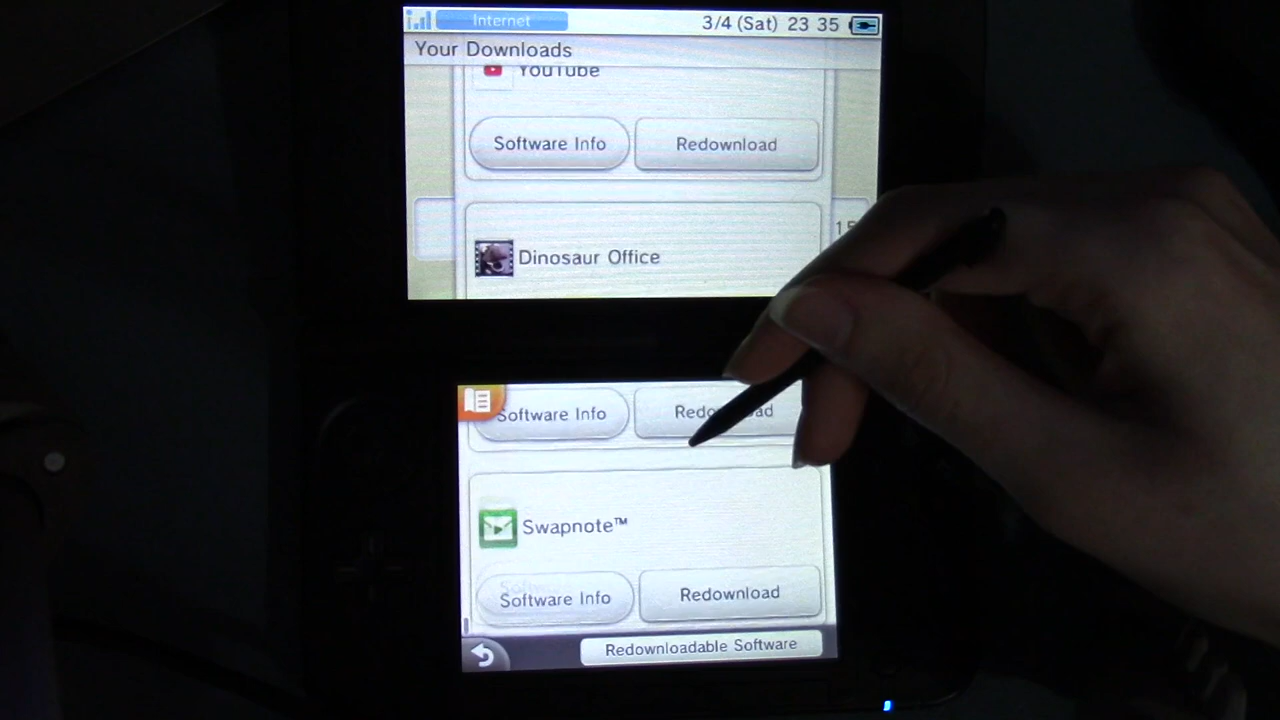 Internet 3/4 (Sat) 23 35
Your Downloads
YouTube
Software Info Redownload
Dinosaur Office
Software Info
Swapnote™
Software Info Redownload
Redownloadable Software